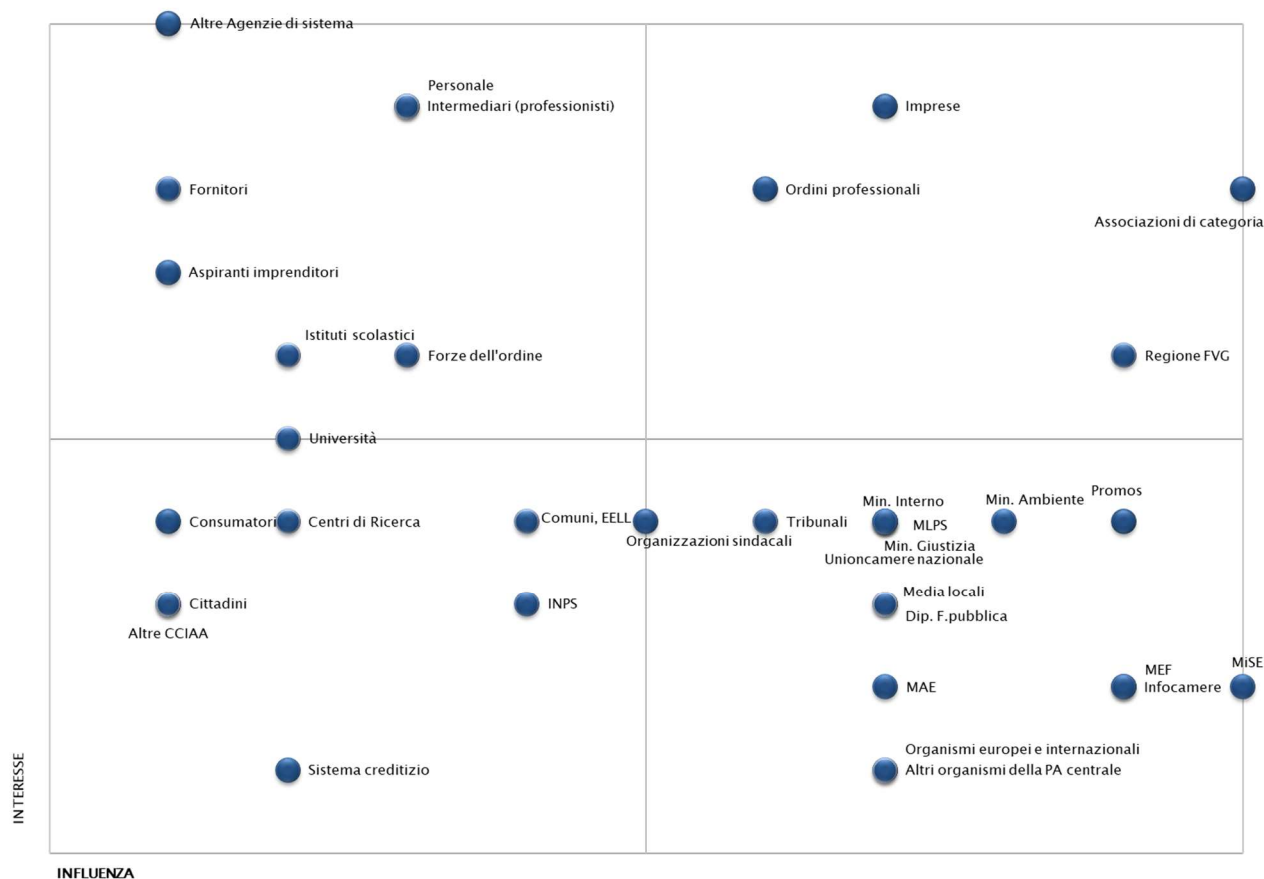 Altre Agenzie di sistema
Personale
Intermediari (professionisti)
Imprese
Fornitori
Ordini professionali
Associazioni di categoria
Aspiranti imprenditori
Istituti scolastici
Forze dell'ordine
Regione FVG
Università
Consumatori
Centri di Ricerca
Comuni, EELL
Organizzazioni sindacali
Tribunali
Min. Interno
MLPS
Min. Giustizia
Unioncamere nazionale
Min. Ambiente
Promos
Cittadini
Altre CCIAA
INPS
Media locali
Dip. F.pubblica
MAE
MEF
Infocamere
MiSE
Sistema creditizio
Organismi europei e internazionali
Altri organismi della PA centrale
INTERESSE
INFLUENZA